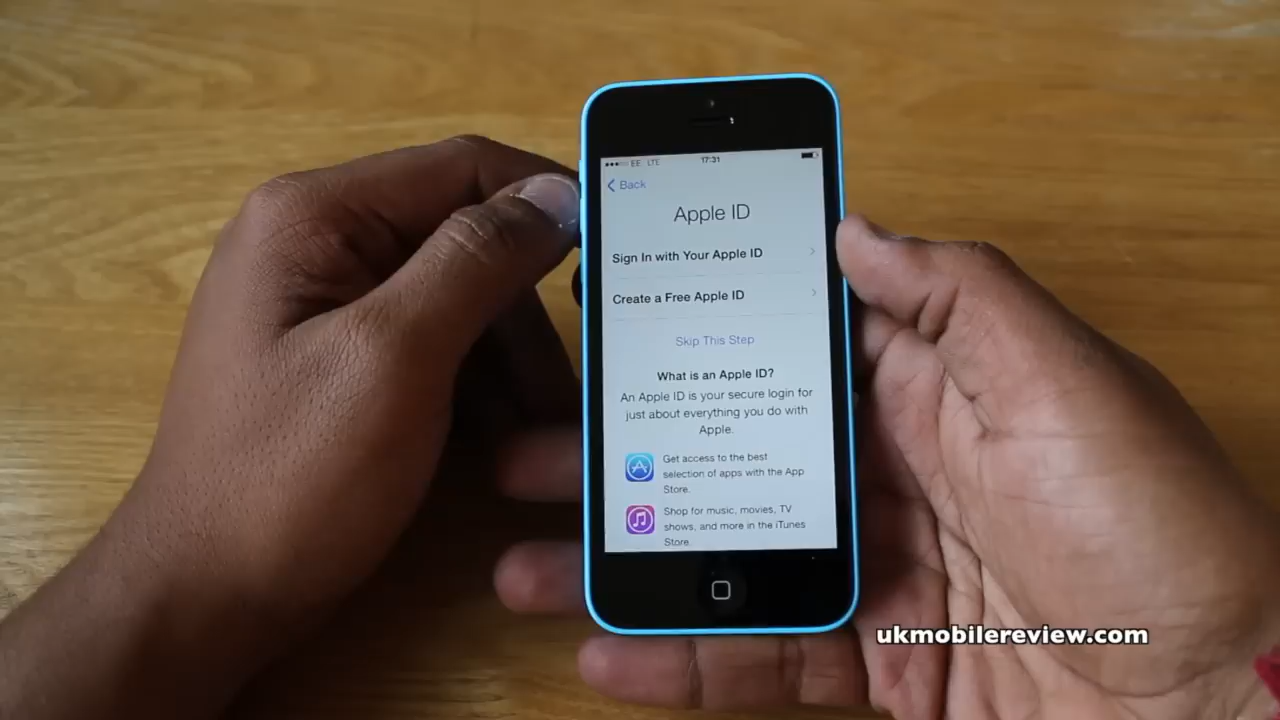 EE LTE 17:31
Back
Apple ID
Sign In with Your Apple ID
Create a Free Apple ID
Skip This Step
What is an Apple ID?
An Apple ID is your secure login for
just about everything you do with
Apple.
Get access to the best
selection of apps with the App
Store.
Shop for music, movies, TV
shows, and more in the iTunes
Store.
ukmobilereview.com